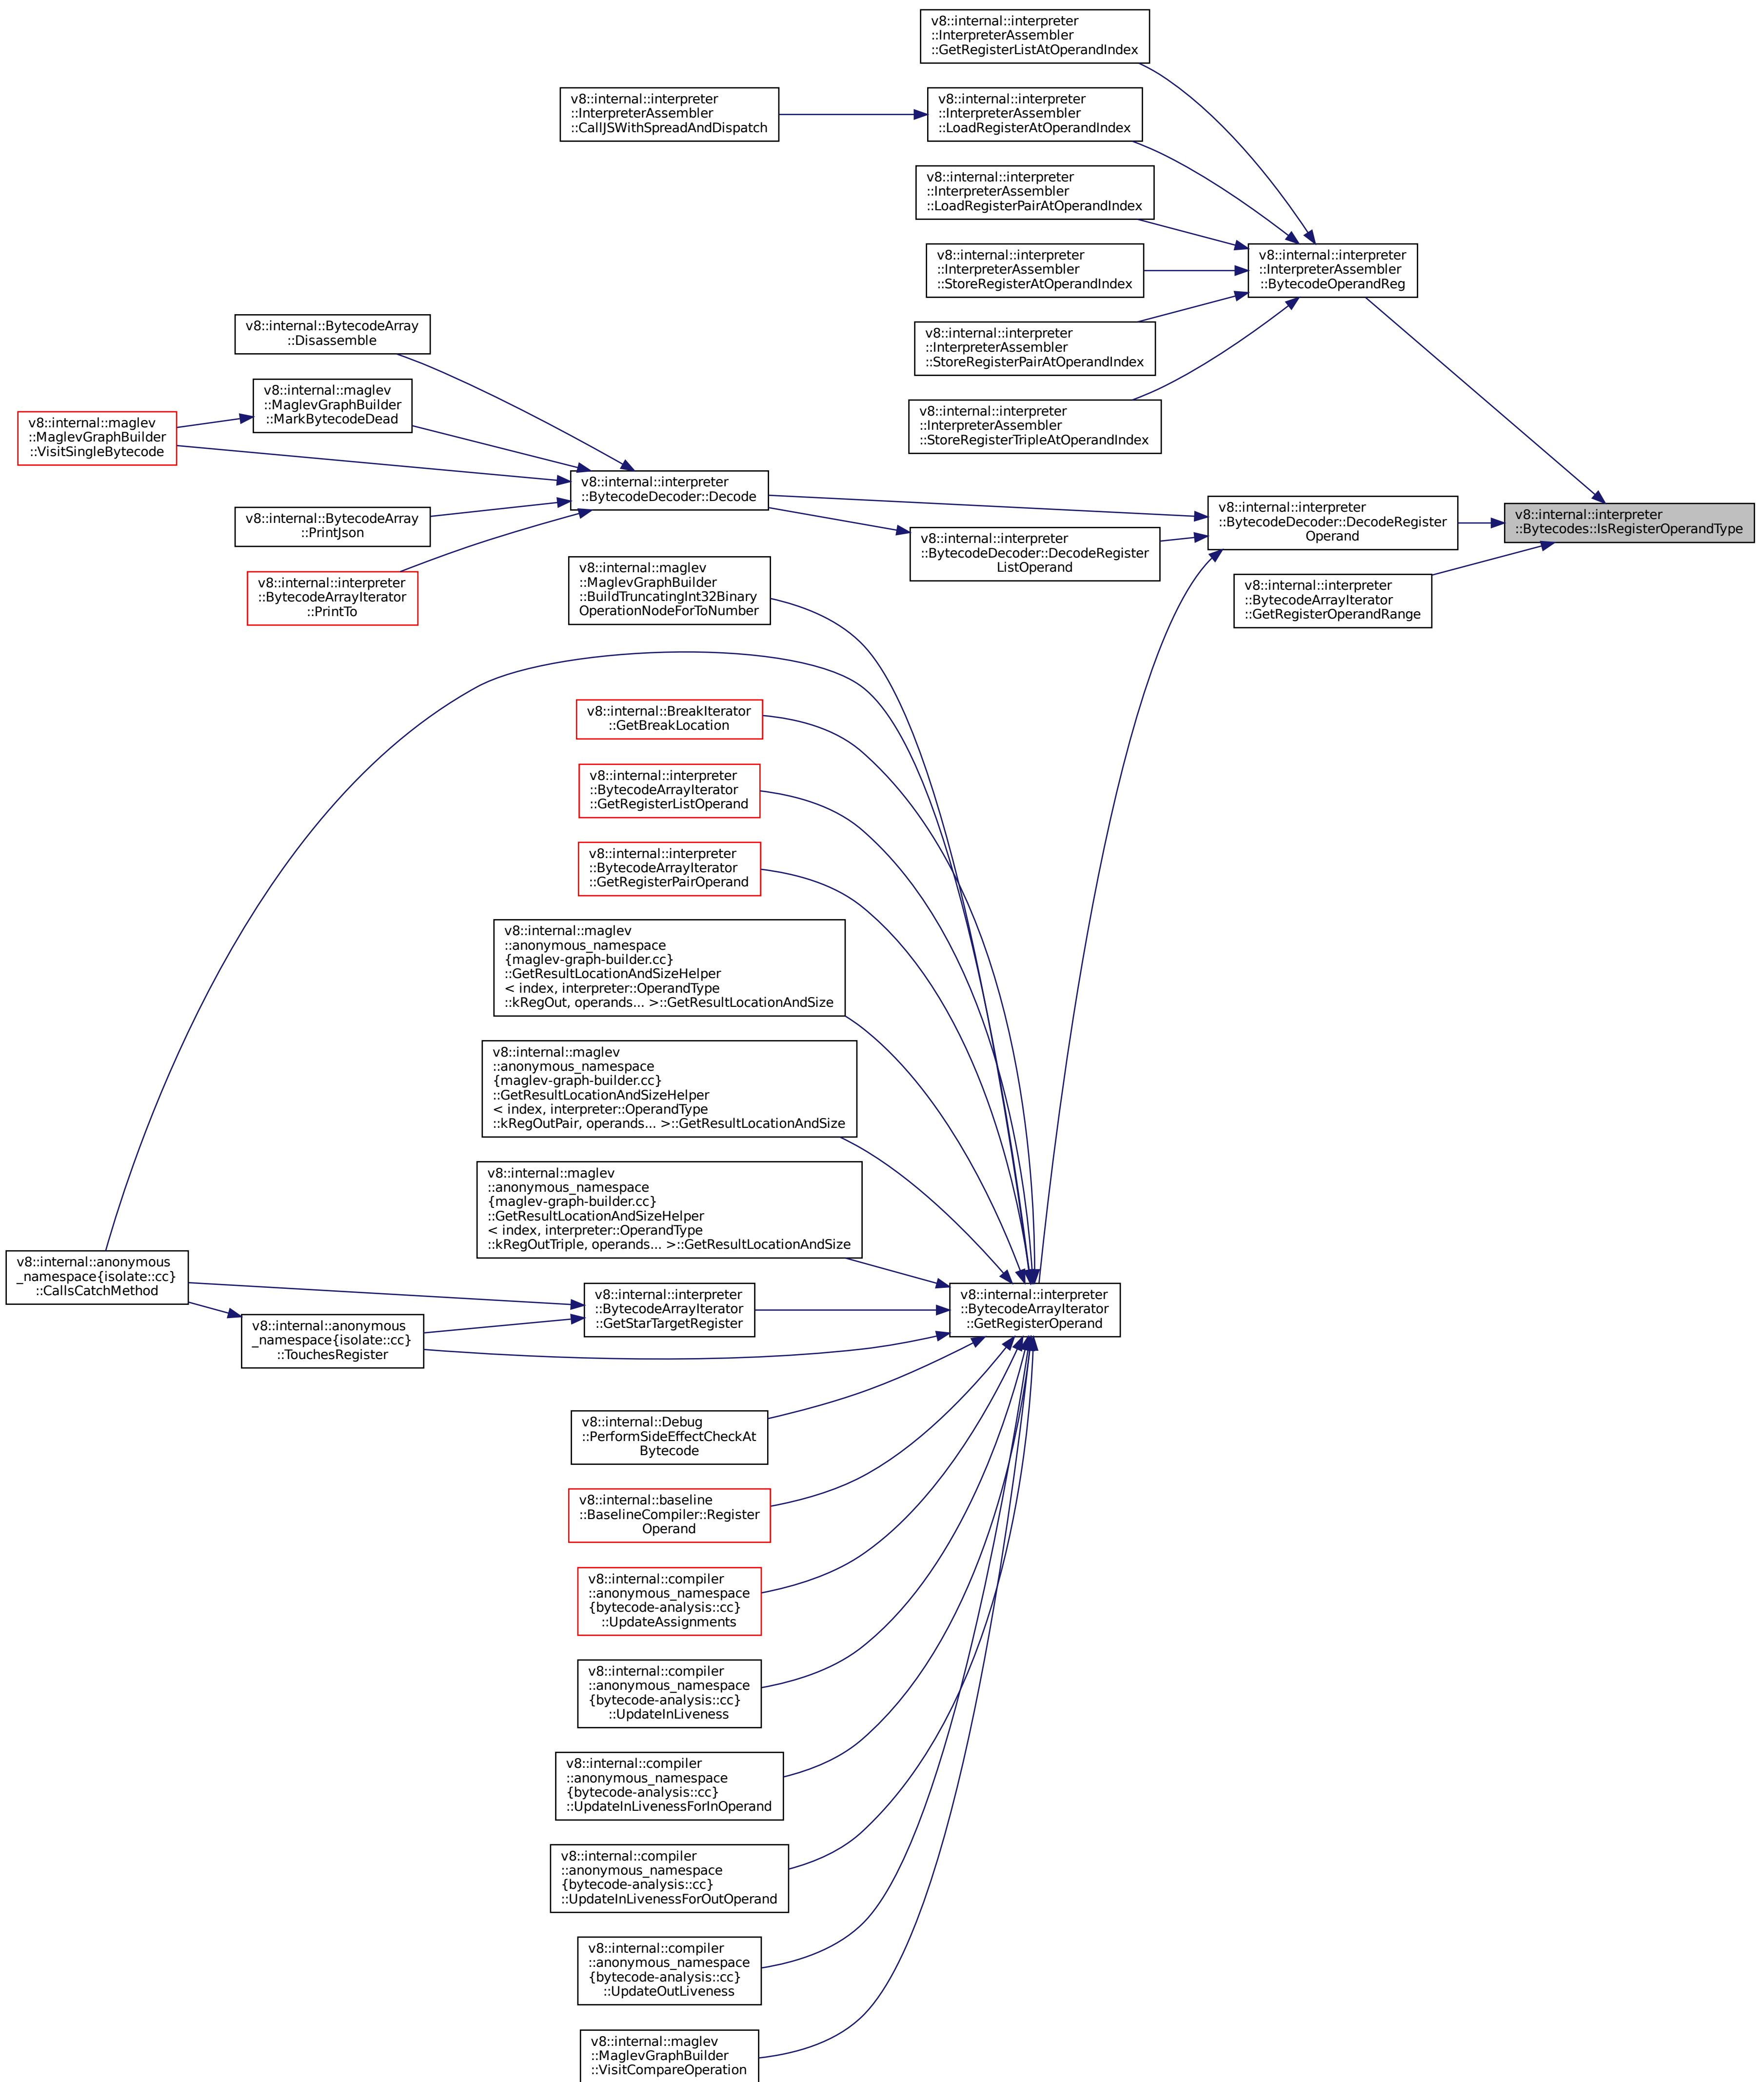 v8::internal::interpreter
::InterpreterAssembler
::GetRegisterListAtOperandIndex
v8::internal::interpreter
::InterpreterAssembler
::CallJSWithSpreadAndDispatch
v8::internal::interpreter
::InterpreterAssembler
::LoadRegisterAtOperandIndex
v8::internal::interpreter
::InterpreterAssembler
::LoadRegisterPairAtOperandIndex
v8::internal::interpreter
::InterpreterAssembler
::StoreRegisterAtOperandIndex
v8::internal::interpreter
::InterpreterAssembler
::BytecodeOperandReg
v8::internal::interpreter
::InterpreterAssembler
::StoreRegisterPairAtOperandIndex
v8::internal::interpreter
::InterpreterAssembler
::StoreRegisterTripleAtOperandIndex
v8::internal::BytecodeArray
::Disassemble
v8::internal::maglev
::MaglevGraphBuilder
::MarkBytecodeDead
v8::internal::maglev
::MaglevGraphBuilder
::VisitSingleBytecode
v8::internal::interpreter
::BytecodeDecoder::Decode
v8::internal::BytecodeArray
::PrintJson
v8::internal::interpreter
::BytecodeArrayIterator
::PrintTo
v8::internal::interpreter
::BytecodeDecoder::DecodeRegister
Operand
v8::internal::interpreter
::Bytecodes::IsRegisterOperandType
v8::internal::interpreter
::BytecodeDecoder::DecodeRegister
ListOperand
v8::internal::interpreter
::BytecodeArrayIterator
::GetRegisterOperandRange
v8::internal::maglev
::MaglevGraphBuilder
::BuildTruncatingInt32Binary
OperationNodeForToNumber
v8::internal::BreakIterator
::GetBreakLocation
v8::internal::interpreter
::BytecodeArrayIterator
::GetRegisterListOperand
v8::internal::interpreter
::BytecodeArrayIterator
::GetRegisterPairOperand
v8::internal::maglev
::anonymous_namespace
{maglev-graph-builder.cc}
::GetResultLocationAndSizeHelper
< index, interpreter::OperandType
::kRegOut, operands... >::GetResultLocationAndSize
v8::internal::maglev
::anonymous_namespace
{maglev-graph-builder.cc}
::GetResultLocationAndSizeHelper
< index, interpreter::OperandType
::kRegOutPair, operands... >::GetResultLocationAndSize
v8::internal::maglev
::anonymous_namespace
{maglev-graph-builder.cc}
::GetResultLocationAndSizeHelper
< index, interpreter::OperandType
::kRegOutTriple, operands... >::GetResultLocationAndSize
v8::internal::anonymous
_namespace{isolate::cc}
::CallsCatchMethod
v8::internal::anonymous
_namespace{isolate::cc}
::TouchesRegister
v8::internal::interpreter
::BytecodeArrayIterator
::GetStarTargetRegister
v8::internal::interpreter
::BytecodeArrayIterator
::GetRegisterOperand
v8::internal::Debug
::PerformSideEffectCheckAt
Bytecode
v8::internal::baseline
::BaselineCompiler::Register
Operand
v8::internal::compiler
::anonymous_namespace
{bytecode-analysis::cc}
::UpdateAssignments
v8::internal::compiler
::anonymous_namespace
{bytecode-analysis::cc}
::UpdateInLiveness
v8::internal::compiler
::anonymous_namespace
{bytecode-analysis::cc}
::UpdateInLivenessForInOperand
v8::internal::compiler
::anonymous_namespace
{bytecode-analysis::cc}
::UpdateInLivenessForOutOperand
v8::internal::compiler
::anonymous_namespace
{bytecode-analysis::cc}
::UpdateOutLiveness
v8::internal::maglev
::MaglevGraphBuilder
::VisitCompareOperation